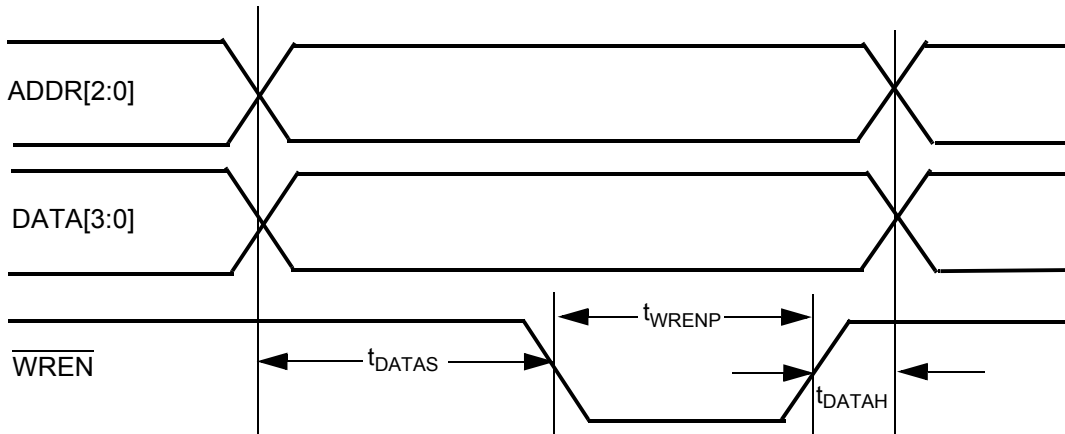 ADDR[2:0]
DATA[3:0]
tWRENP
WREN
tDATAS
tDATAH